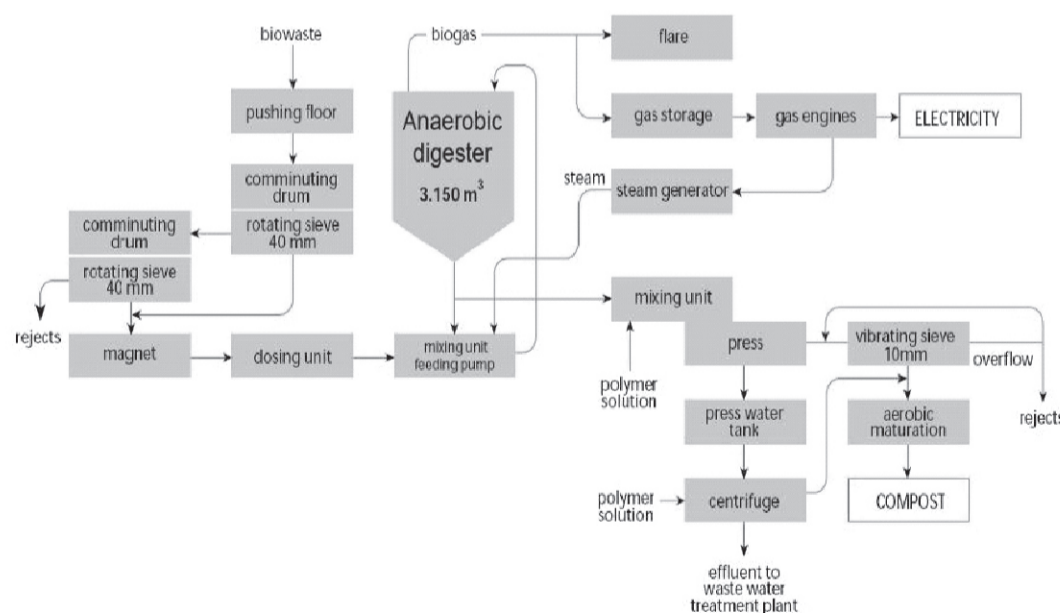 biowaste
biogas
flare
pushing floor
Anaerobic
digester
3.150 m³
gas storage
gas engines
ELECTRICITY
comminuting
drum
steam
steam generator
comminuting
drum
rotating sieve
40 mm
rotating sieve
40 mm
mixing unit
rejects
magnet
dosing unit
mixing unit
feeding pump
press
vibrating sieve
10mm
overflow
polymer
solution
press water
tank
aerobic
maturation
rejects
polymer
solution
centrifuge
COMPOST
effluent to
waste water
treatment plant